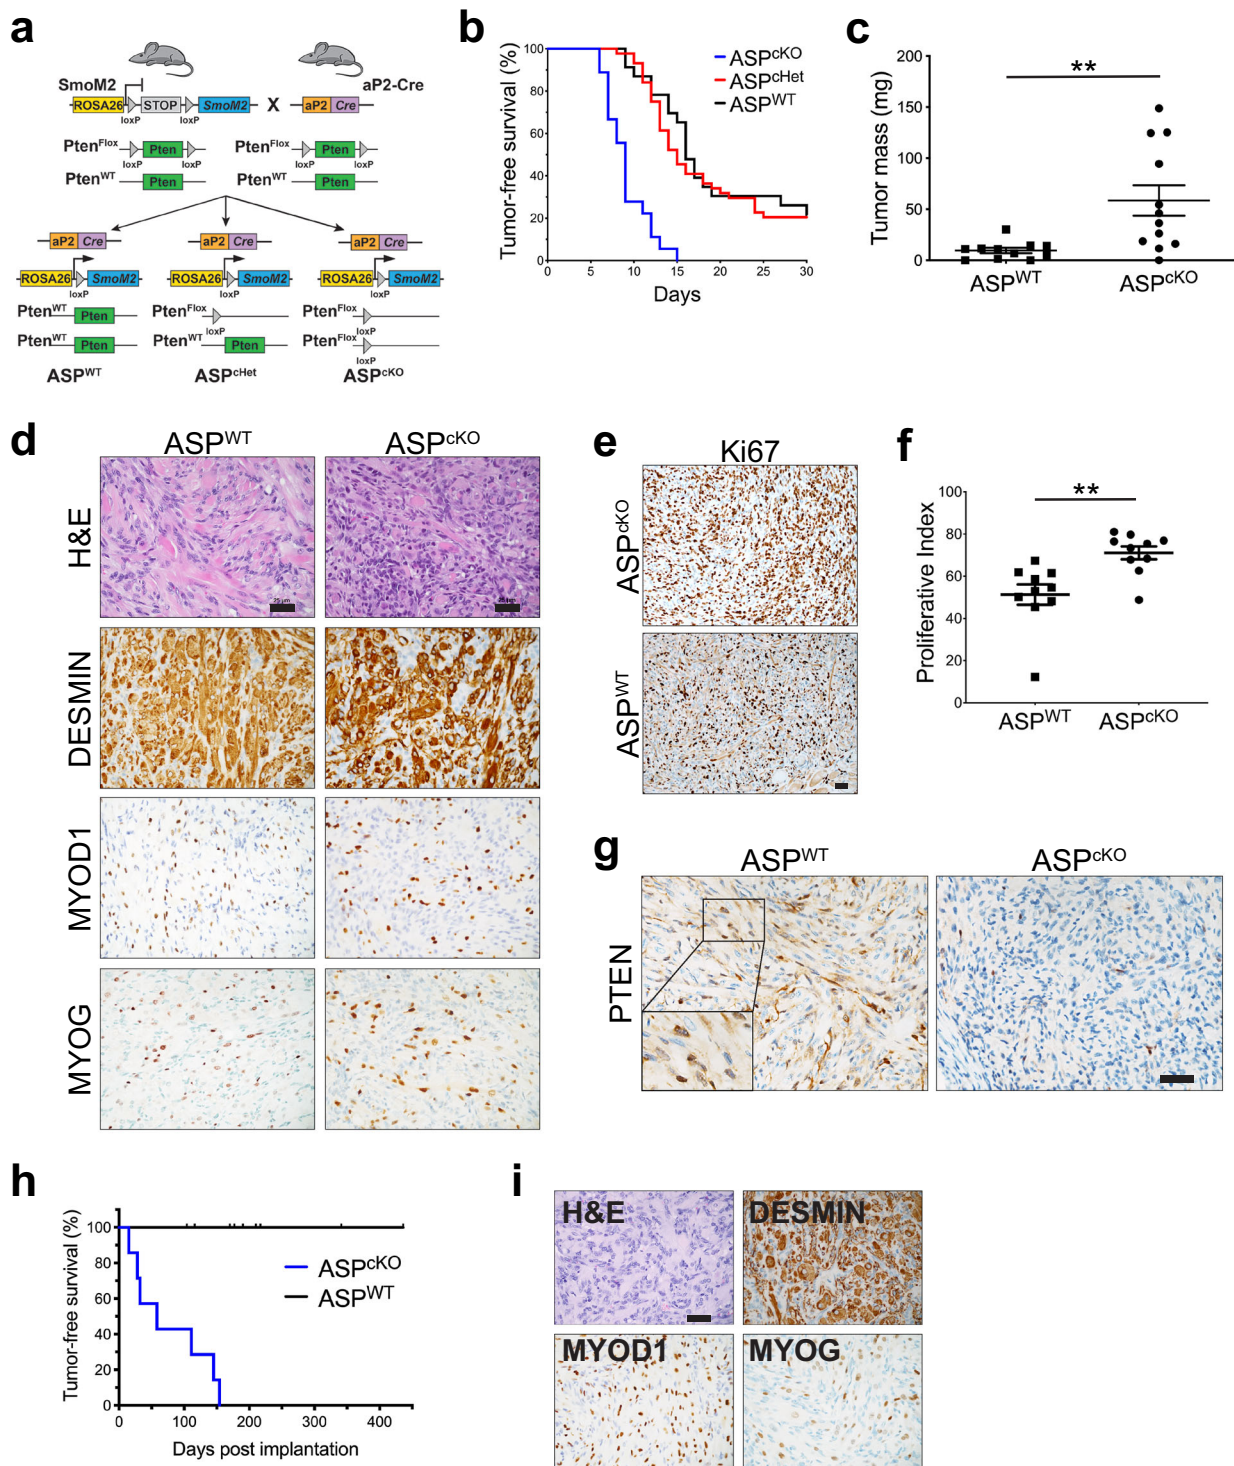 a
SmoM2
aP2-Cre
ROSA26 STOP SmoM2 X aP2 Cre
loxP loxP
Pten^Flox Pten Pten^Flox Pten
loxP loxP loxP loxP
Pten^WT Pten Pten^WT Pten
aP2 Cre aP2 Cre aP2 Cre
ROSA26 SmoM2 ROSA26 SmoM2 ROSA26 SmoM2
loxP loxP loxP
Pten^WT Pten Pten^Flox Pten^Flox
loxP loxP
Pten^WT Pten Pten^WT Pten Pten^Flox
loxP
ASP^WT ASP^cHet ASP^cKO
b
Tumor-free survival (%)
100
80
60
40
20
0
0 5 10 15 20 25 30
Days
ASP^cKO
ASP^cHet
ASP^WT
c
Tumor mass (mg)
200
150
100
50
0
**
ASP^WT ASP^cKO
d
ASP^WT ASP^cKO
H&E
25 µm
DESMIN
MYOD1
MYOG
e
Ki67
ASP^cKO
ASP^WT
f
Proliferative Index
100
80
60
40
20
0
**
ASP^WT ASP^cKO
g
ASP^WT ASP^cKO
PTEN
h
Tumor-free survival (%)
100
80
60
40
20
0
0 100 200 300 400
Days post implantation
ASP^cKO
ASP^WT
i
H&E DESMIN
MYOD1 MYOG